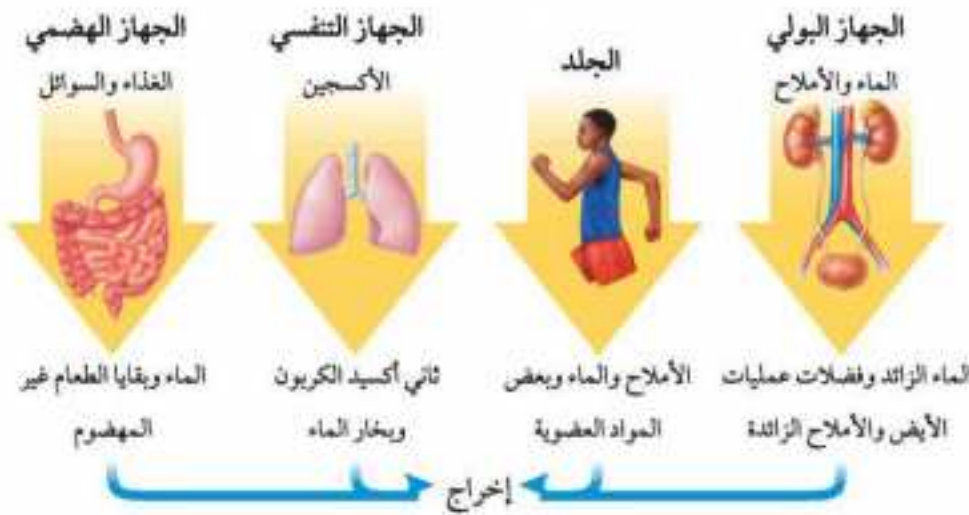 الجهاز البولي
الماء والأملاح
الماء الزائد وفضلات عمليات
الأيض والأملاح الزائدة
الجلد
الأملاح والماء وبعض
المواد العضوية
الجهاز التنفسي
الأكسجين
ثاني أكسيد الكربون
وبخار الماء
الجهاز الهضمي
الغذاء والسوائل
الماء وبقايا الطعام غير
المهضوم
إخراج